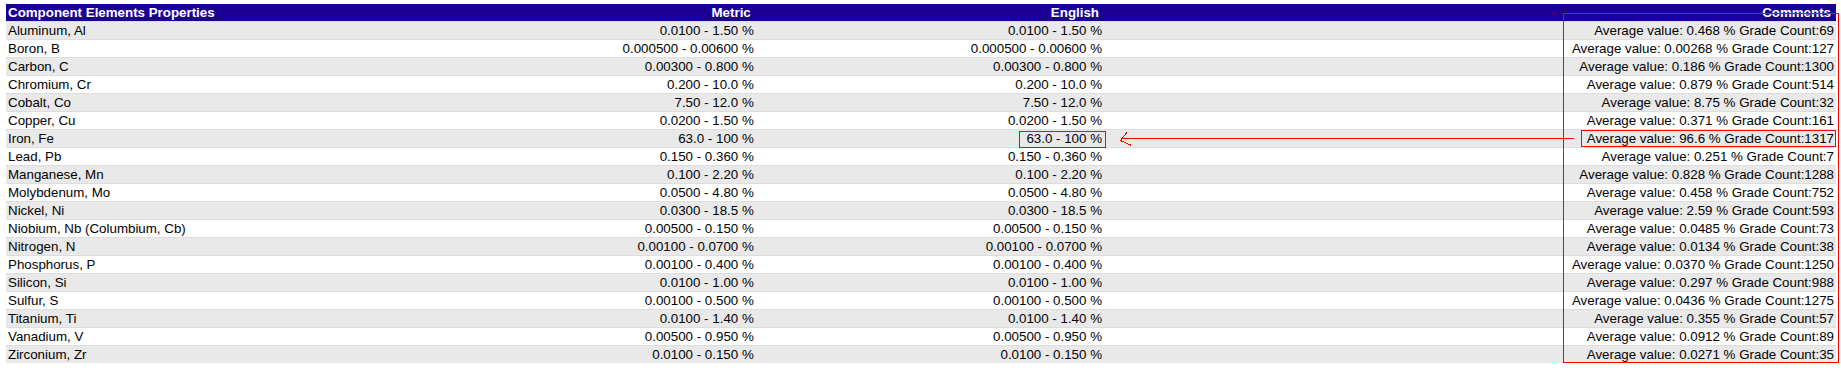 Component Elements Properties Metric English Comments
Aluminum, Al 0.0100 - 1.50 % 0.0100 - 1.50 % Average value: 0.468 % Grade Count:69
Boron, B 0.000500 - 0.00600 % 0.000500 - 0.00600 % Average value: 0.00268 % Grade Count:127
Carbon, C 0.00300 - 0.800 % 0.00300 - 0.800 % Average value: 0.186 % Grade Count:1300
Chromium, Cr 0.200 - 10.0 % 0.200 - 10.0 % Average value: 0.879 % Grade Count:514
Cobalt, Co 7.50 - 12.0 % 7.50 - 12.0 % Average value: 8.75 % Grade Count:32
Copper, Cu 0.0200 - 1.50 % 0.0200 - 1.50 % Average value: 0.371 % Grade Count:161
Iron, Fe 63.0 - 100 % 63.0 - 100 % Average value: 96.6 % Grade Count:1317
Lead, Pb 0.150 - 0.360 % 0.150 - 0.360 % Average value: 0.251 % Grade Count:7
Manganese, Mn 0.100 - 2.20 % 0.100 - 2.20 % Average value: 0.828 % Grade Count:1288
Molybdenum, Mo 0.0500 - 4.80 % 0.0500 - 4.80 % Average value: 0.458 % Grade Count:752
Nickel, Ni 0.0300 - 18.5 % 0.0300 - 18.5 % Average value: 2.59 % Grade Count:593
Niobium, Nb (Columbium, Cb) 0.00500 - 0.150 % 0.00500 - 0.150 % Average value: 0.0485 % Grade Count:73
Nitrogen, N 0.00100 - 0.0700 % 0.00100 - 0.0700 % Average value: 0.0134 % Grade Count:38
Phosphorus, P 0.00100 - 0.400 % 0.00100 - 0.400 % Average value: 0.0370 % Grade Count:1250
Silicon, Si 0.0100 - 1.00 % 0.0100 - 1.00 % Average value: 0.297 % Grade Count:988
Sulfur, S 0.00100 - 0.500 % 0.00100 - 0.500 % Average value: 0.0436 % Grade Count:1275
Titanium, Ti 0.0100 - 1.40 % 0.0100 - 1.40 % Average value: 0.355 % Grade Count:57
Vanadium, V 0.00500 - 0.950 % 0.00500 - 0.950 % Average value: 0.0912 % Grade Count:89
Zirconium, Zr 0.0100 - 0.150 % 0.0100 - 0.150 % Average value: 0.0271 % Grade Count:35